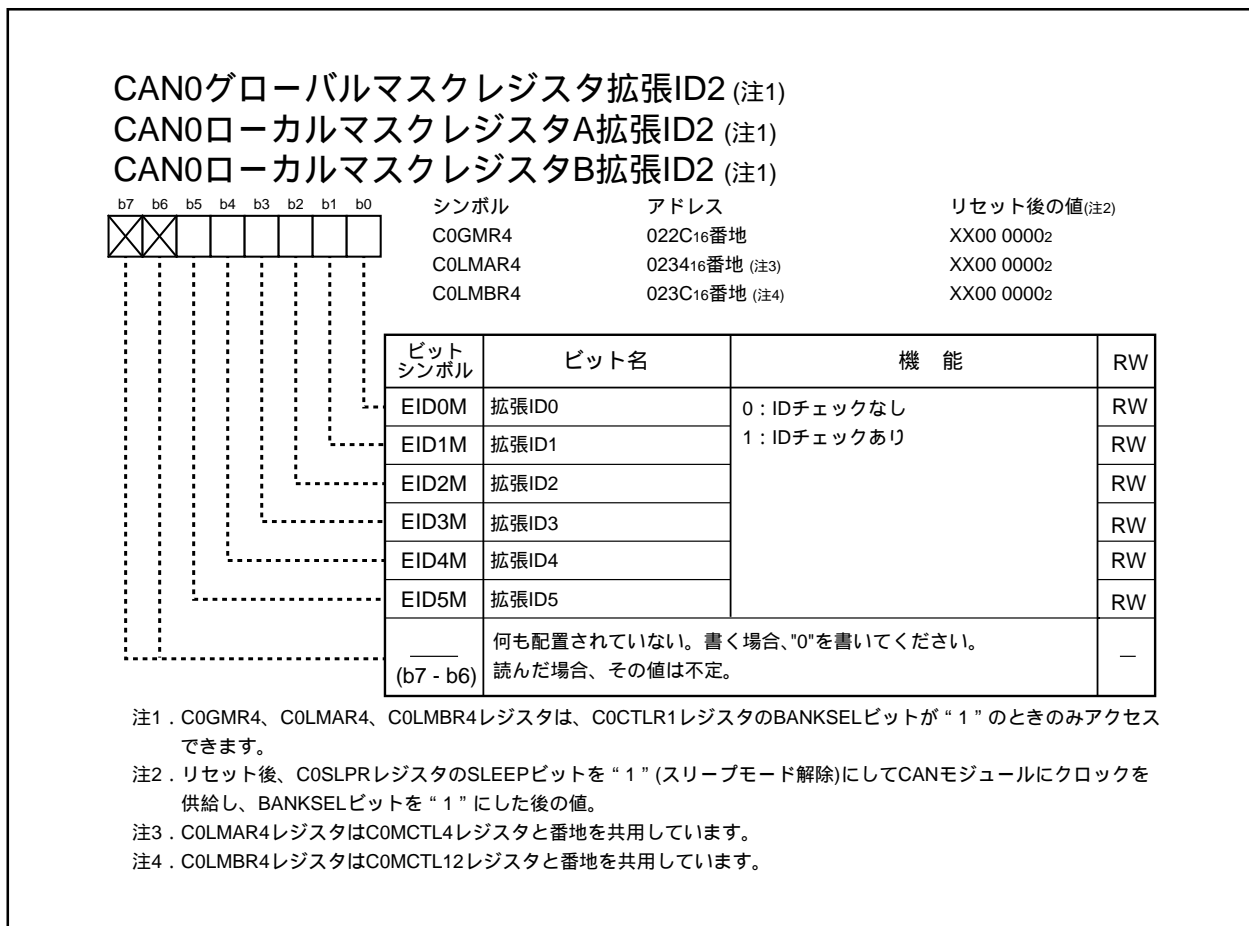 CAN0グローバルマスクレジスタ拡張ID2 (注1)
CAN0ローカルマスクレジスタA拡張ID2 (注1)
CAN0ローカルマスクレジスタB拡張ID2 (注1)
b7 b6 b5 b4 b3 b2 b1 b0
シンボル アドレス リセット後の値(注2)
C0GMR4 022C16番地 XX00 00002
C0LMAR4 023416番地 (注3) XX00 00002
C0LMBR4 023C16番地 (注4) XX00 00002
ビット
シンボル ビット名 機 能 RW
EID0M 拡張ID0 0：IDチェックなし RW
EID1M 拡張ID1 1：IDチェックあり RW
EID2M 拡張ID2 RW
EID3M 拡張ID3 RW
EID4M 拡張ID4 RW
EID5M 拡張ID5 RW
何も配置されていない。書く場合、"0"を書いてください。 —
(b7 - b6) 読んだ場合、その値は不定。
注1．C0GMR4、C0LMAR4、C0LMBR4レジスタは、C0CTLR1レジスタのBANKSELビットが“1”のときのみアクセス
できます。
注2．リセット後、C0SLPRレジスタのSLEEPビットを“1”(スリープモード解除)にしてCANモジュールにクロックを
供給し、BANKSELビットを“1”にした後の値。
注3．C0LMAR4レジスタはC0MCTL4レジスタと番地を共用しています。
注4．C0LMBR4レジスタはC0MCTL12レジスタと番地を共用しています。